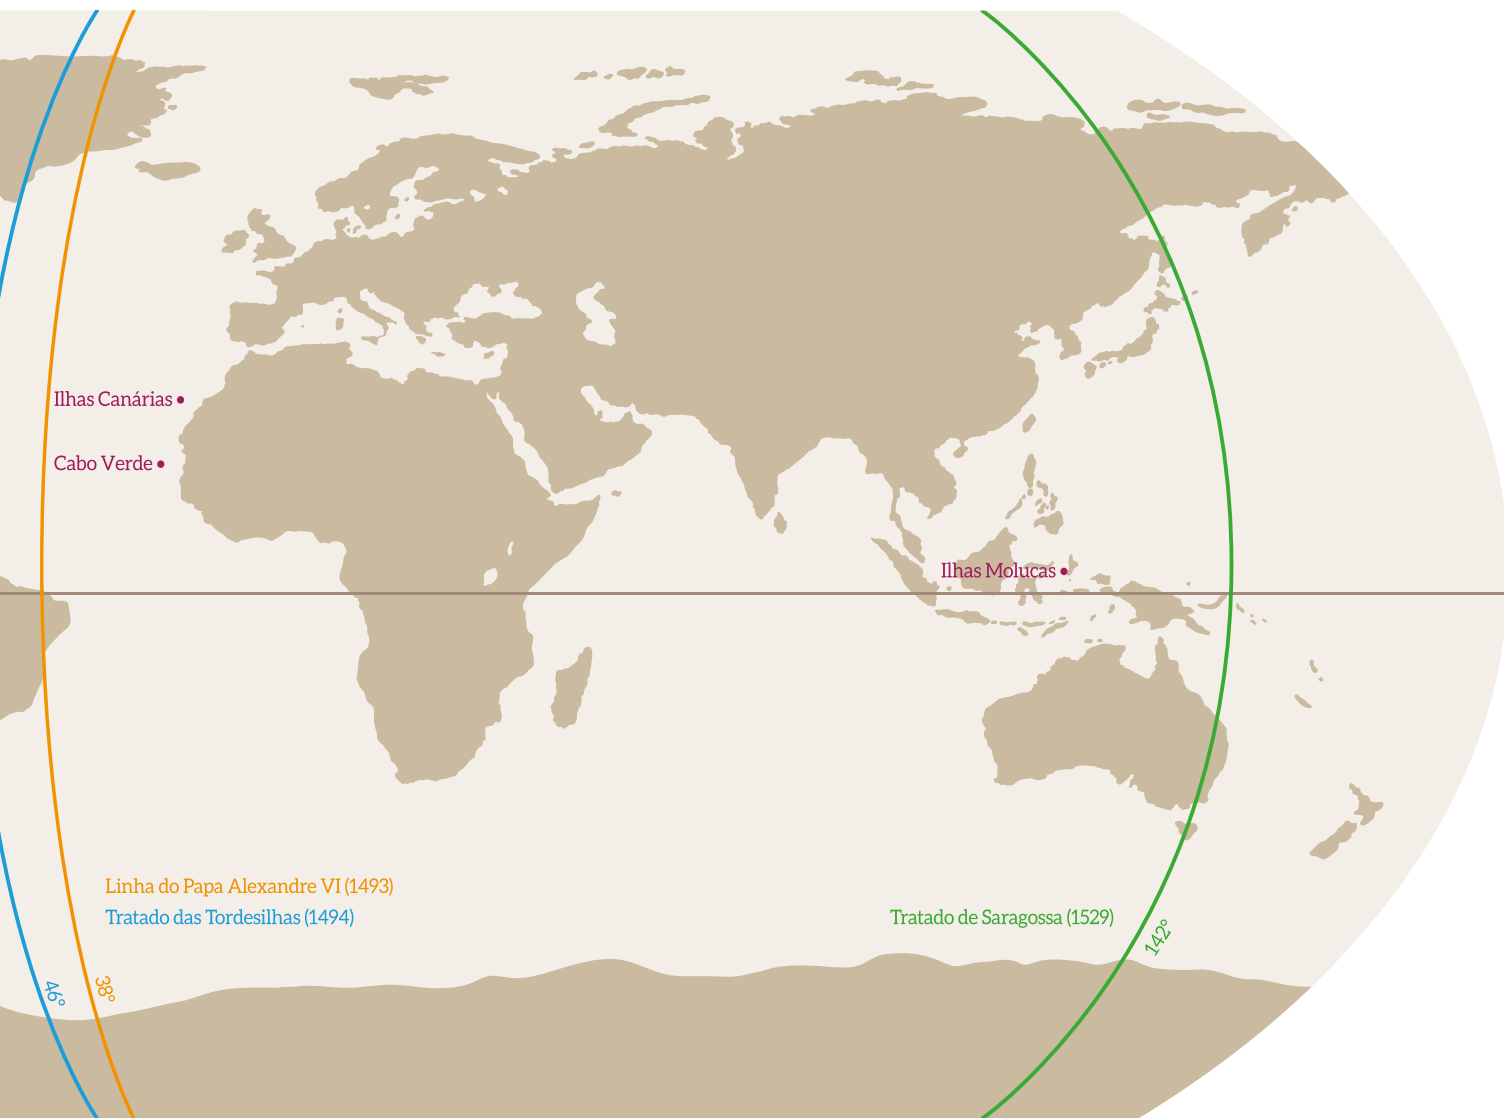 Ilhas Canárias
Cabo Verde
Ilhas Molucas
Linha do Papa Alexandre VI (1493)
Tratado das Tordesilhas (1494)
Tratado de Saragossa (1529)
142°
46°
38°